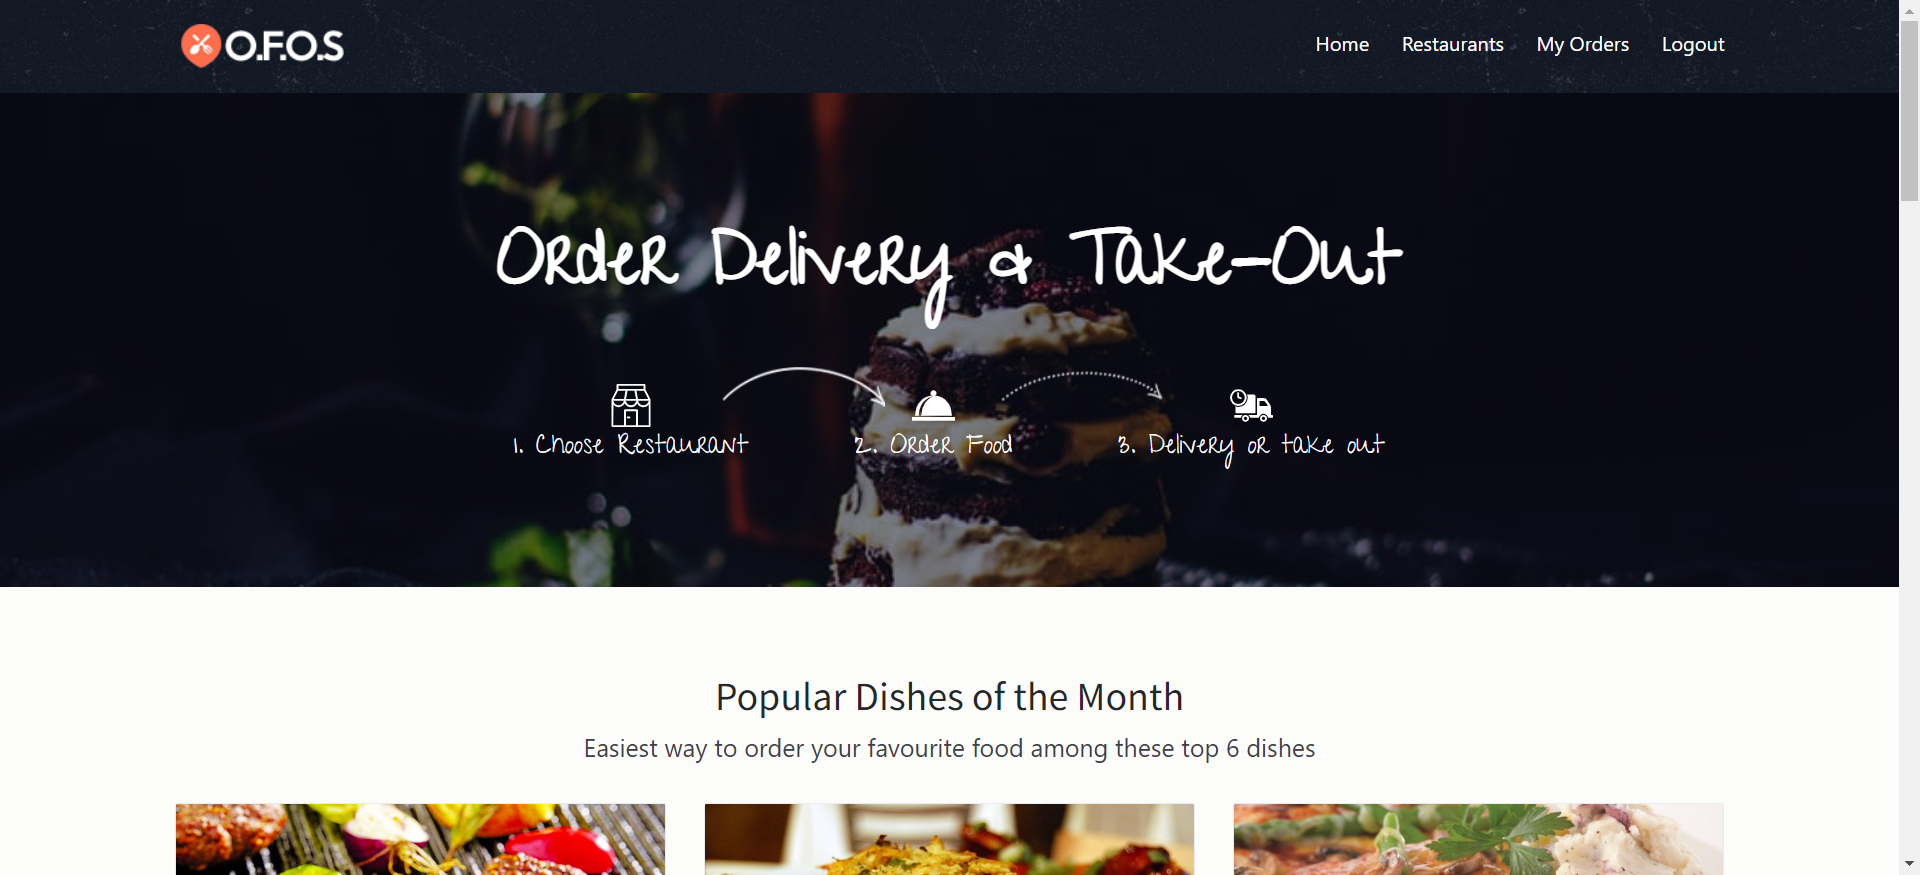 O.F.O.S
Home Restaurants My Orders Logout
Order Delivery & Take-Out
1. Choose Restaurant
2. Order Food
3. Delivery or take out
Popular Dishes of the Month
Easiest way to order your favourite food among these top 6 dishes